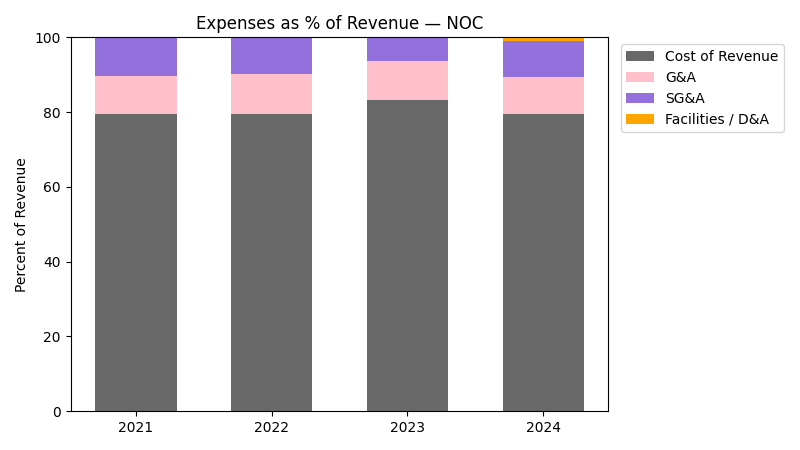 Expenses as % of Revenue — NOC
Percent of Revenue
100
80
60
40
20
0
2021
2022
2023
2024
Cost of Revenue
G&A
SG&A
Facilities / D&A